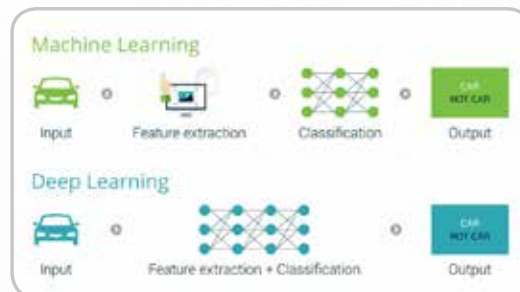 Machine Learning
CAR
NOT CAR
Input Feature extraction Classification Output
Deep Learning
CAR
NOT CAR
Input Feature extraction + Classification Output